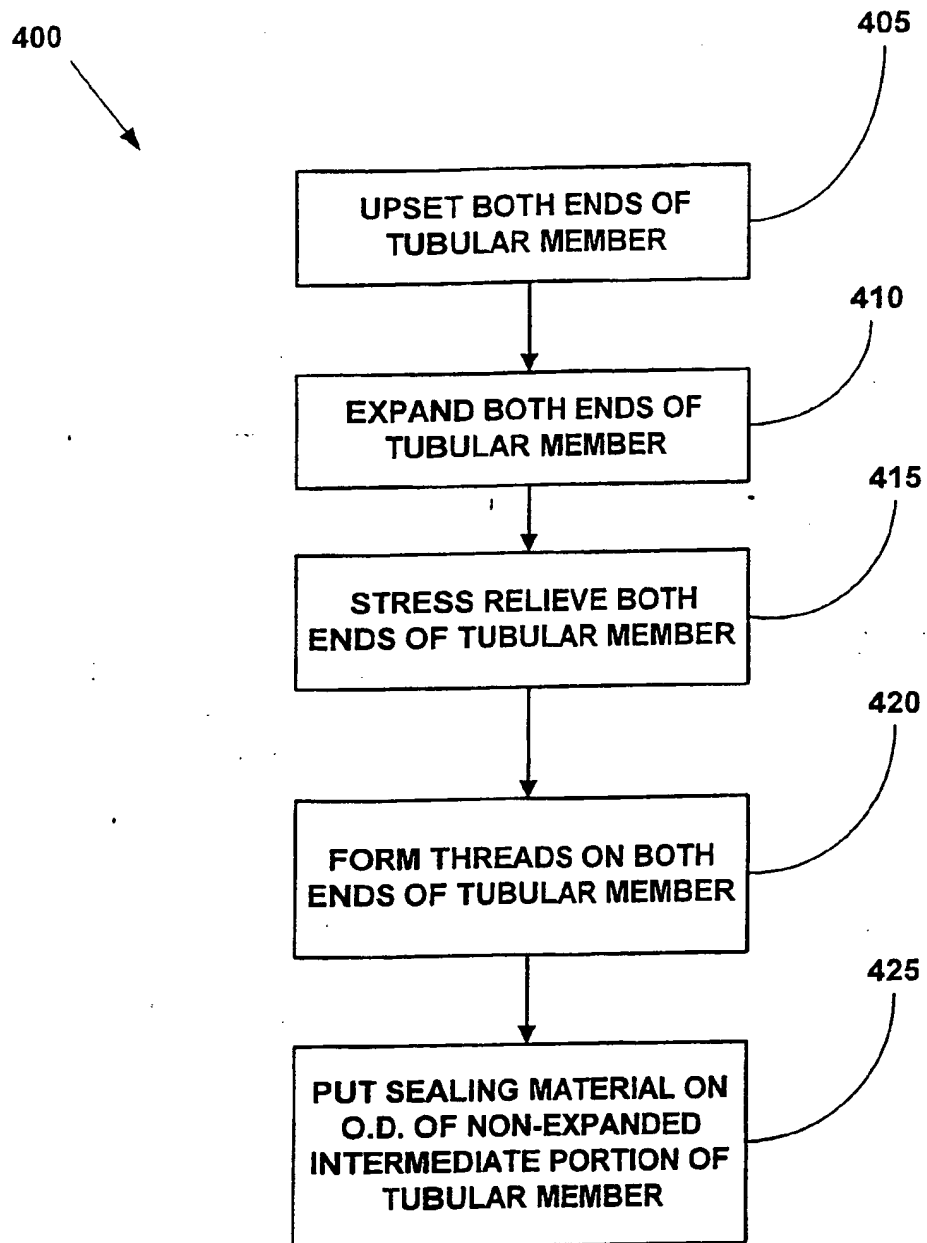 400
405
UPSET BOTH ENDS OF
TUBULAR MEMBER
410
EXPAND BOTH ENDS OF
TUBULAR MEMBER
415
STRESS RELIEVE BOTH
ENDS OF TUBULAR MEMBER
420
FORM THREADS ON BOTH
ENDS OF TUBULAR MEMBER
425
PUT SEALING MATERIAL ON
O.D. OF NON-EXPANDED
INTERMEDIATE PORTION OF
TUBULAR MEMBER